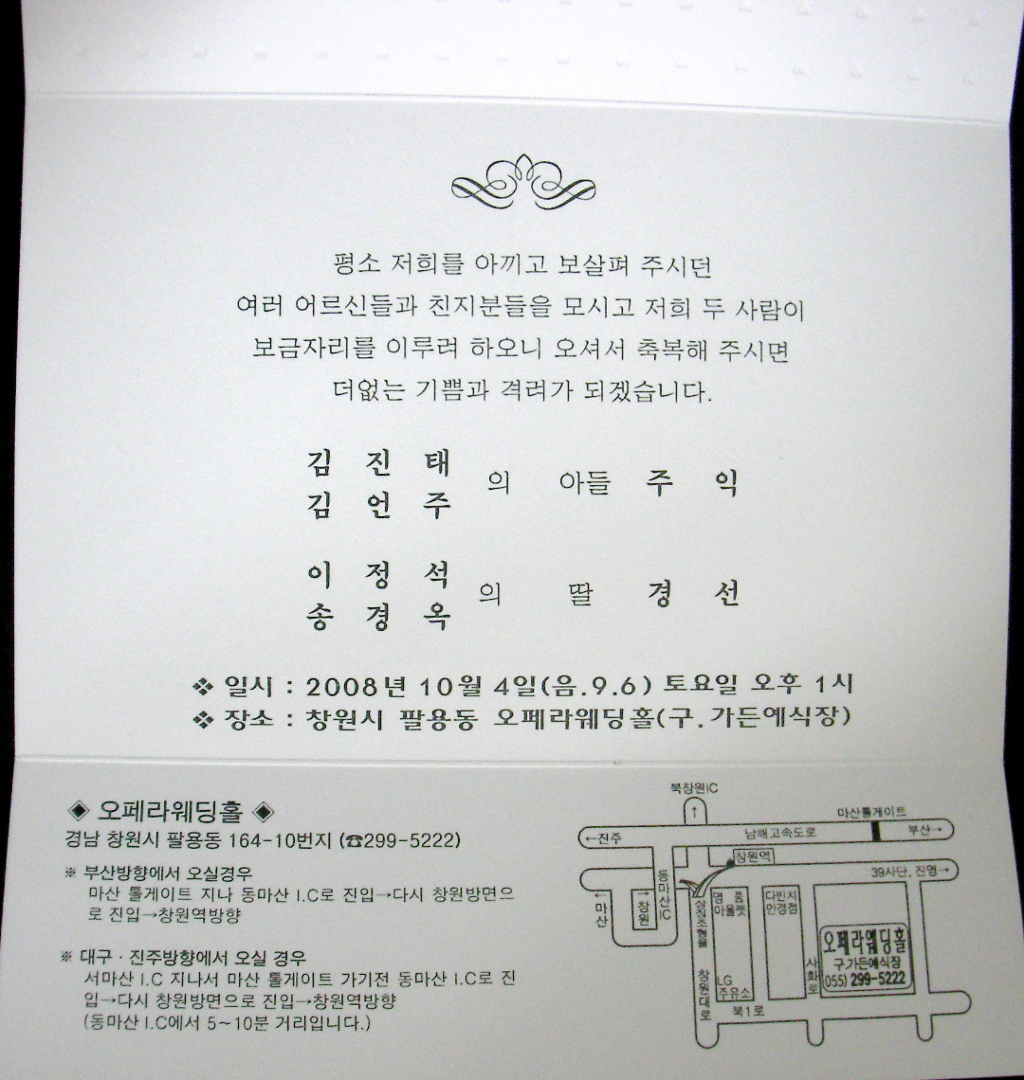 평소 저희를 아끼고 보살펴 주시던
여러 어르신들과 친지분들을 모시고 저희 두 사람이
보금자리를 이루려 하오니 오셔서 축복해 주시면
더없는 기쁨과 격려가 되겠습니다.
김 진 태
김 언 주
의 아들 주 익
이 정 석
송 경 옥
의 딸 경 선
❖ 일시 : 2008년 10월 4일(음.9.6) 토요일 오후 1시
❖ 장소 : 창원시 팔용동 오페라웨딩홀(구.가든예식장)
◈ 오페라웨딩홀 ◈
경남 창원시 팔용동 164-10번지 (☎299-5222)
※ 부산방향에서 오실경우
마산 톨게이트 지나 동마산 I.C로 진입→다시 창원방면으
로 진입→창원역방향
※ 대구 · 진주방향에서 오실 경우
서마산 I.C 지나서 마산 톨게이트 가기전 동마산 I.C로 진
입→다시 창원방면으로 진입→창원역방향
(동마산 I.C에서 5~10분 거리입니다.)
북창원IC
↑
마산톨게이트
←진주
남해고속도로
부산→
창원역
39사단, 진영→
←마산
→창원
동마산IC
상징조형물
명품
아울렛
다빈치
안경점
오페라웨딩홀
구.가든예식장
(055) 299-5222
사화로
창원대로
LG
주유소
북1로